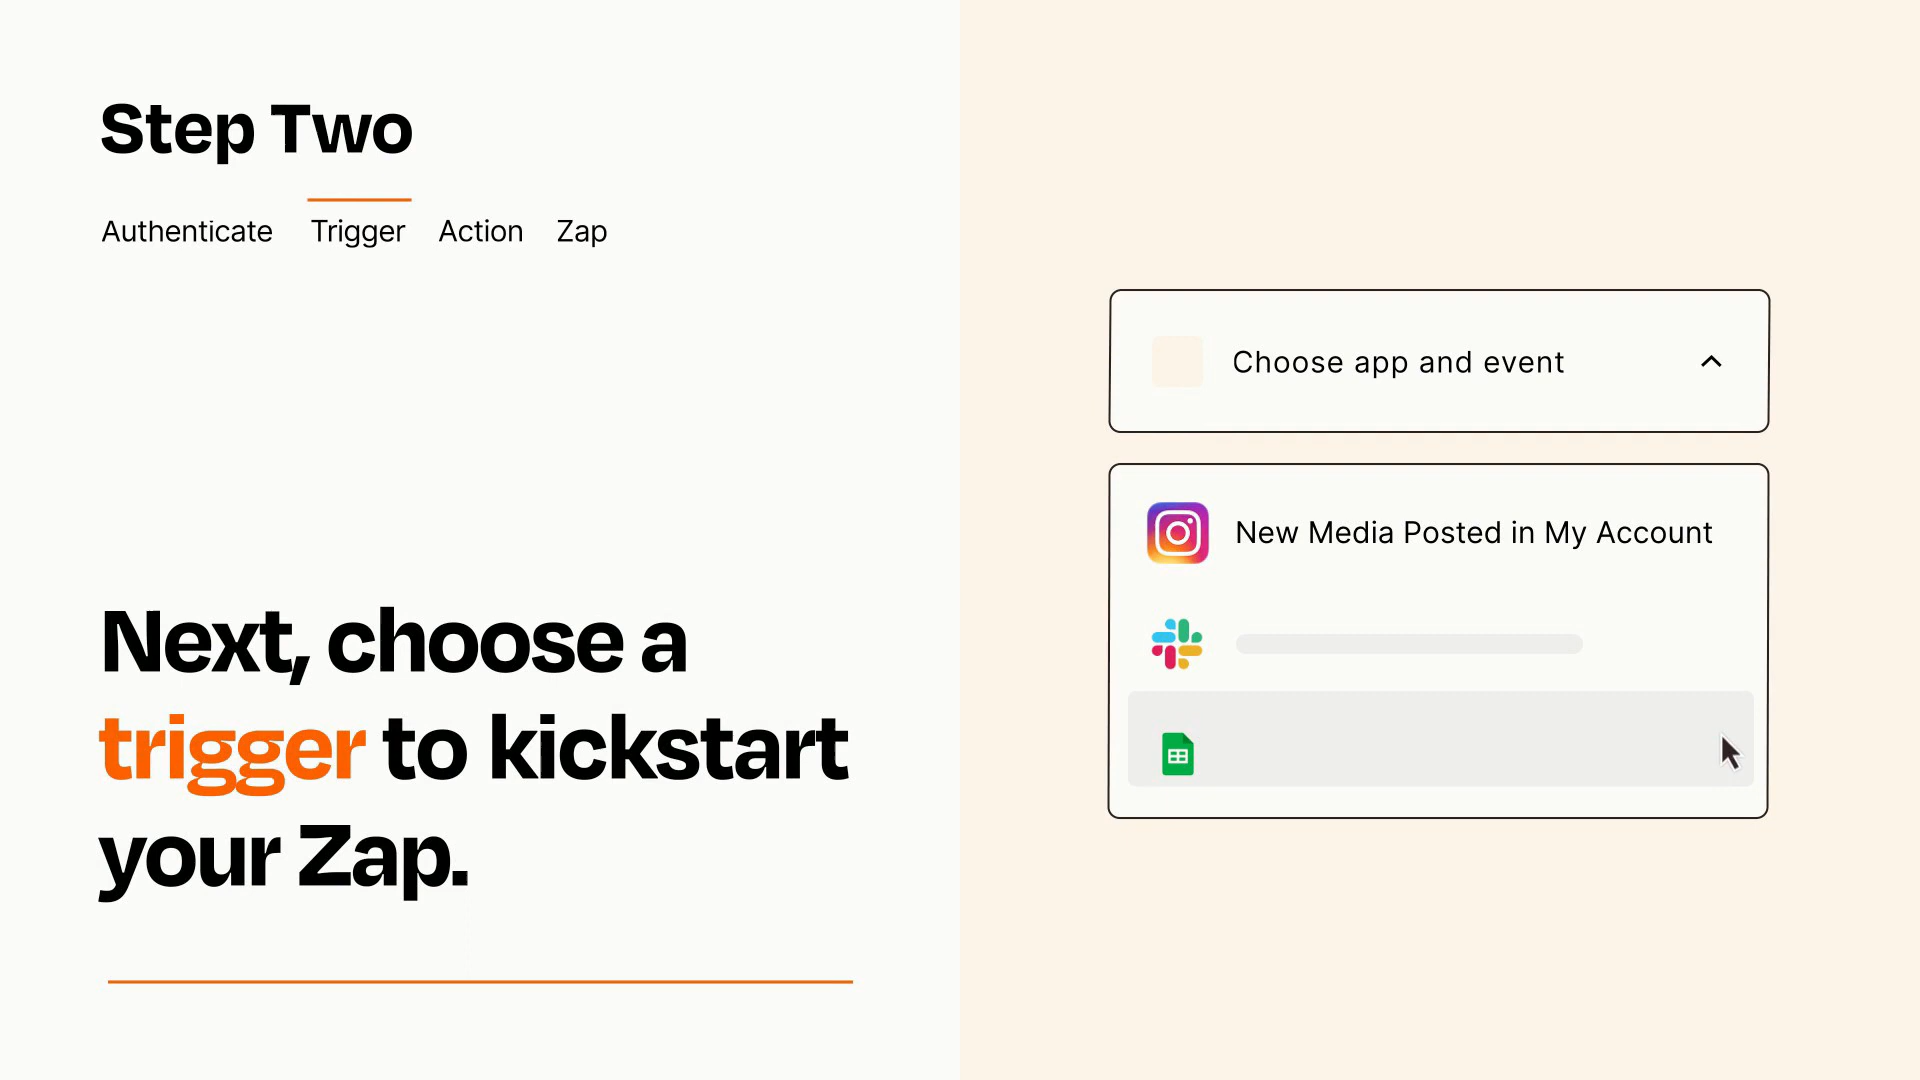 Step Two
Authenticate Trigger Action Zap
Next, choose a
trigger to kickstart
your Zap.
Choose app and event
New Media Posted in My Account